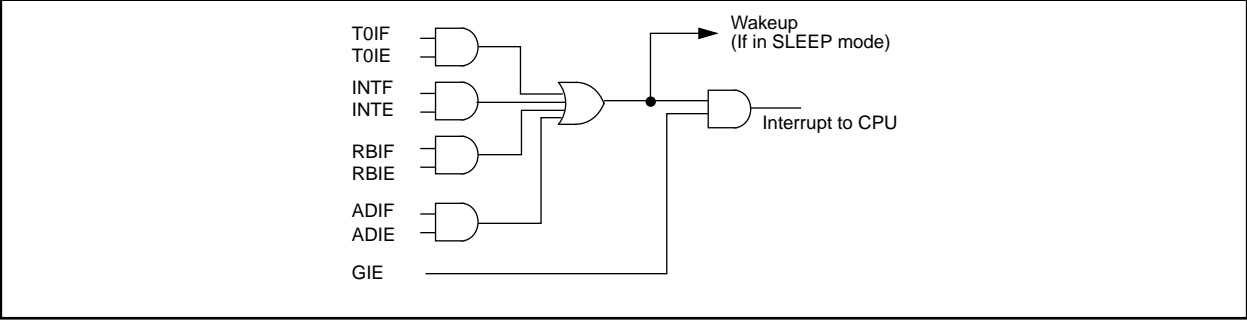 T0IF
T0IE
INTF
INTE
RBIF
RBIE
ADIF
ADIE
GIE
Wakeup
(If in SLEEP mode)
Interrupt to CPU